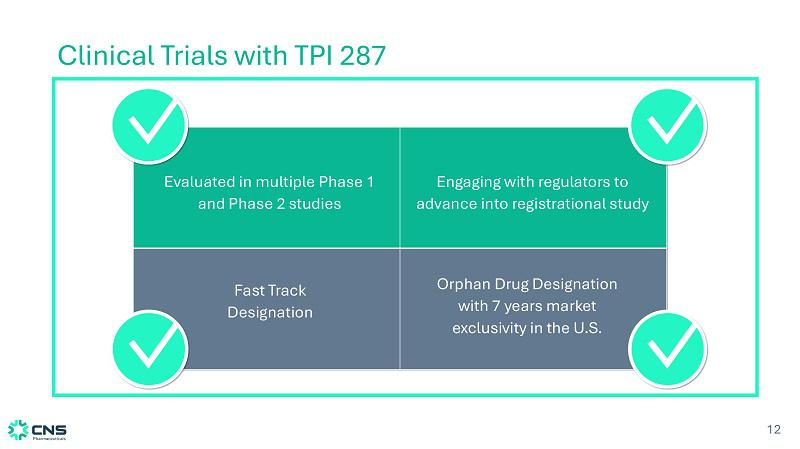 Clinical Trials with TPI 287
Evaluated in multiple Phase 1
and Phase 2 studies
Engaging with regulators to
advance into registrational study
Fast Track
Designation
Orphan Drug Designation
with 7 years market
exclusivity in the U.S.
CNS
Pharmaceuticals
12